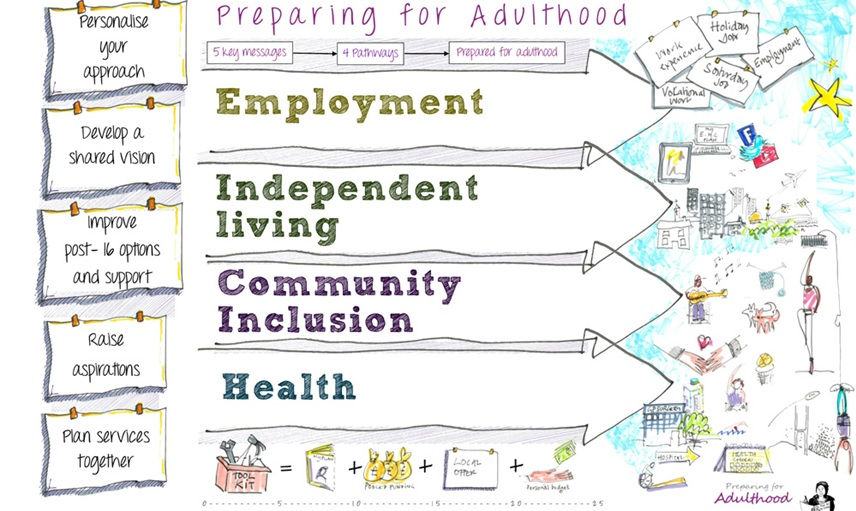 Preparing for Adulthood
5 key messages
4 Pathways
Prepared for adulthood
Personalise
your
approach
Develop a
shared vision
Improve
post-16 options
and support
Raise
aspirations
Plan services
together
Employment
Independent
living
Community
Inclusion
Health
Work
experience
Holiday
Job
Employment
Saturday
Job
Vocational
Work
HOSPITAL
TOOL
KIT
=
+
+
LOCAL
OFFER
+
Personal budget
0
5
10
15
20
25
Preparing for
Adulthood